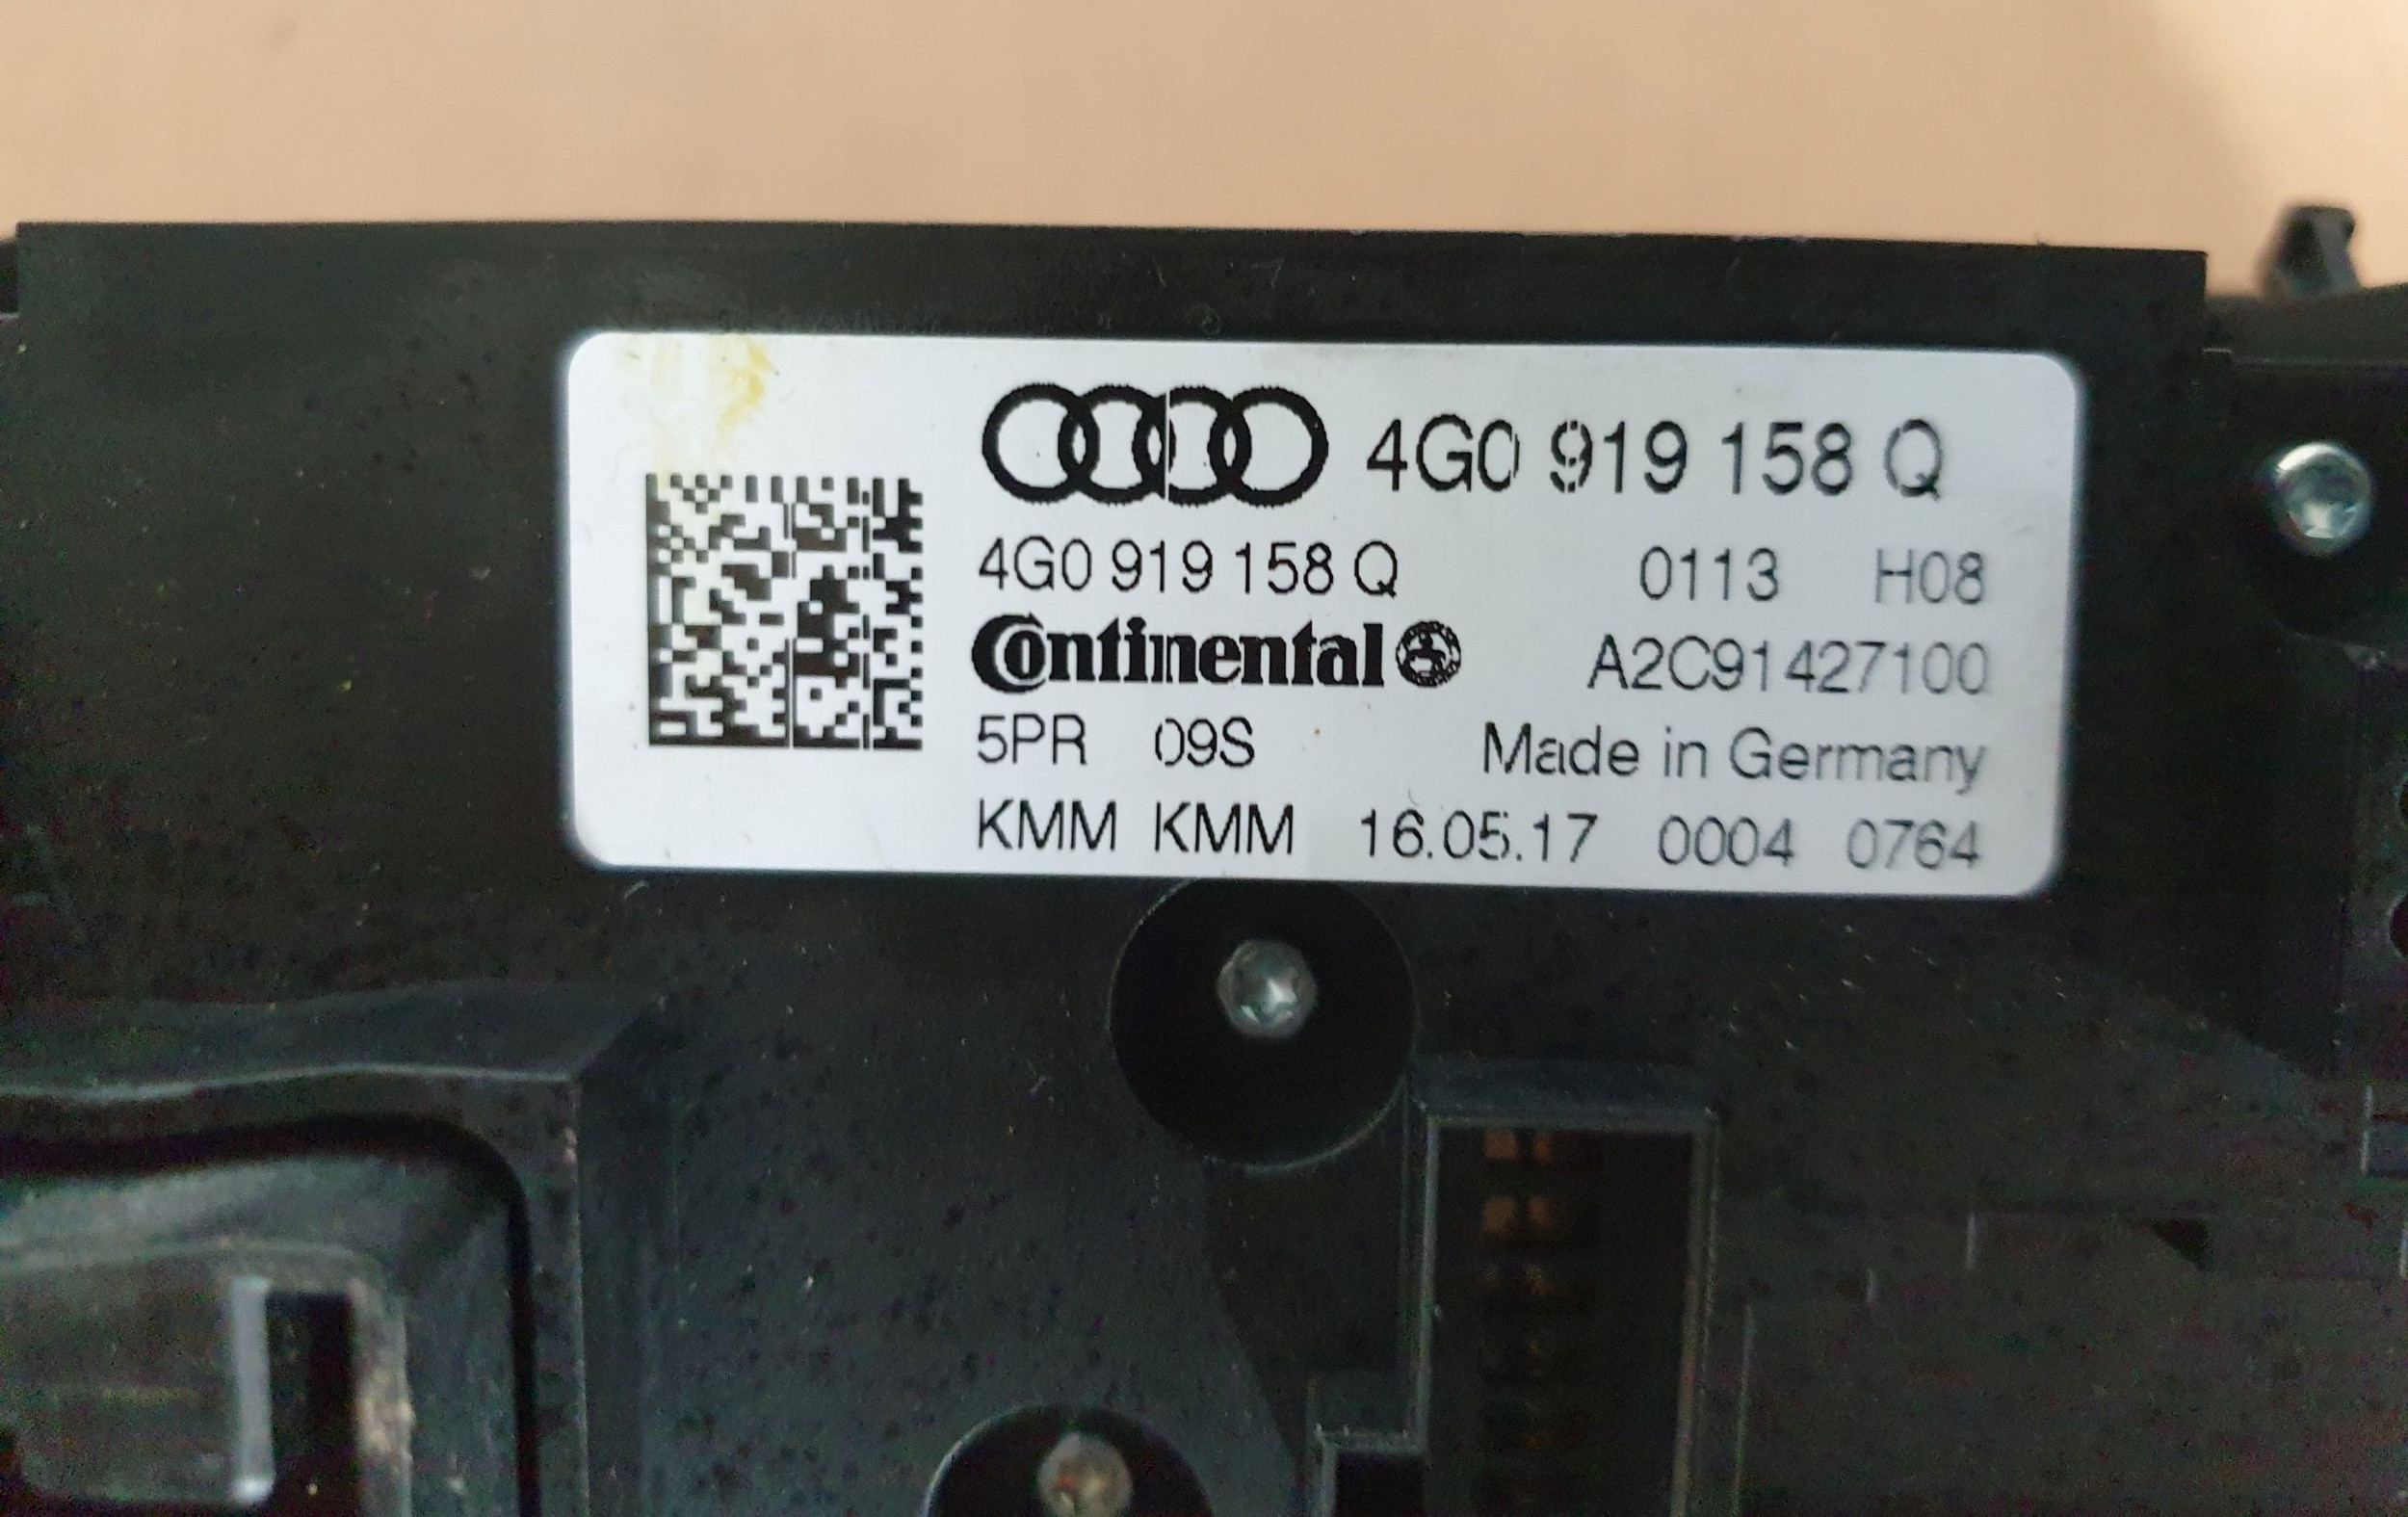 4G0 919 158 Q
4G0 919 158 Q 0113 H08
Continental A2C91427100
5PR 09S Made in Germany
KMM KMM 16.05.17 0004 0764